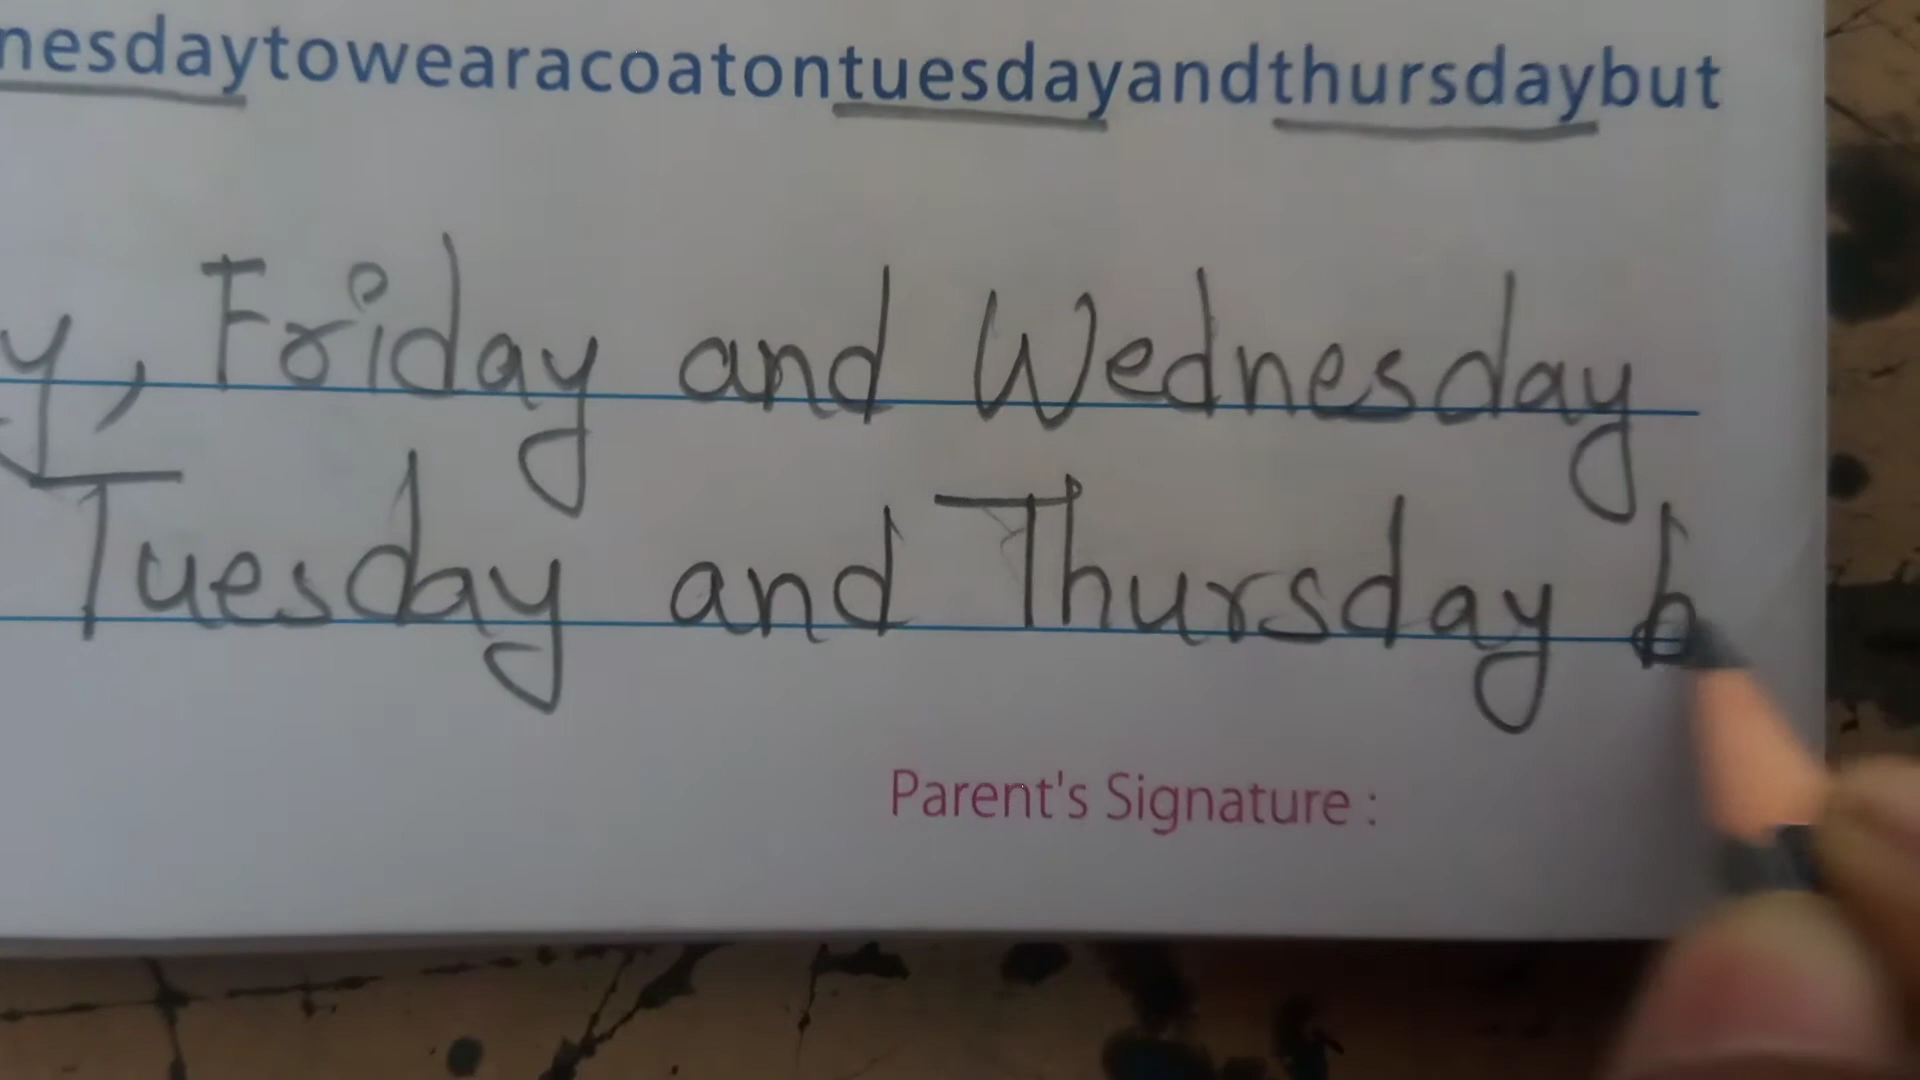 nesdaytowearacoatontuesdayandthursdaybut
y, Friday and Wednesday
Tuesday and Thursday b
Parent's Signature :